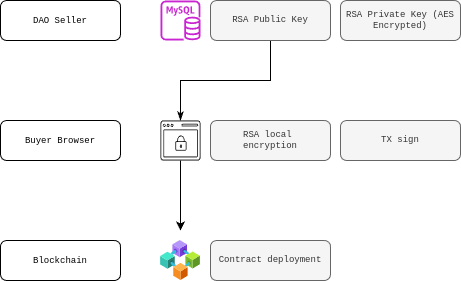 DAO Seller
MySQL
RSA Public Key
RSA Private Key (AES
Encrypted)
Buyer Browser
RSA local
encryption
TX sign
Blockchain
Contract deployment